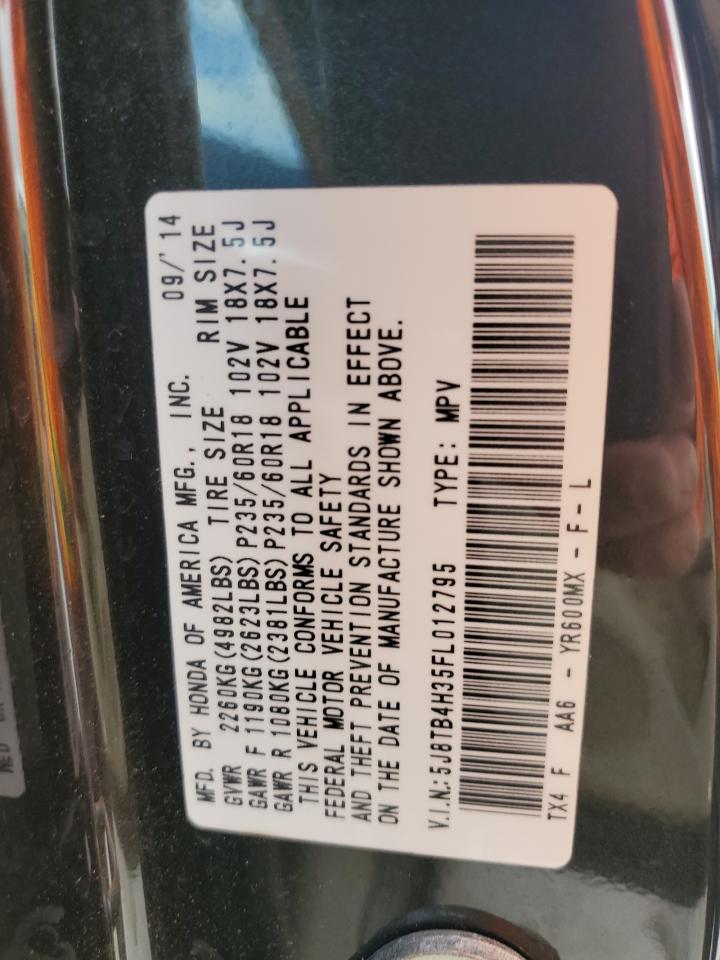 MFD. BY HONDA OF AMERICA MFG., INC. 09/'14
GVWR 2260KG(4982LBS) TIRE SIZE RIM SIZE
GAWR F 1190KG(2623LBS)P235/60R18 102V 18X7.5J
GAWR R 1080KG(2381LBS)P235/60R18 102V 18X7.5J
THIS VEHICLE CONFORMS TO ALL APPLICABLE
FEDERAL MOTOR VEHICLE SAFETY
AND THEFT PREVENTION STANDARDS IN EFFECT
ON THE DATE OF MANUFACTURE SHOWN ABOVE.
V.I.N.:5J8TB4H35FL012795 TYPE: MPV
TX4 F AA6 - YR600MX - F - L